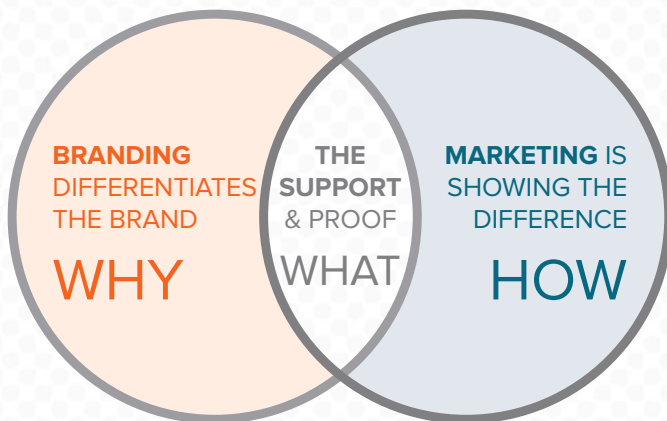 BRANDING
DIFFERENTIATES
THE BRAND
WHY
THE
SUPPORT
& PROOF
WHAT
MARKETING IS
SHOWING THE
DIFFERENCE
HOW